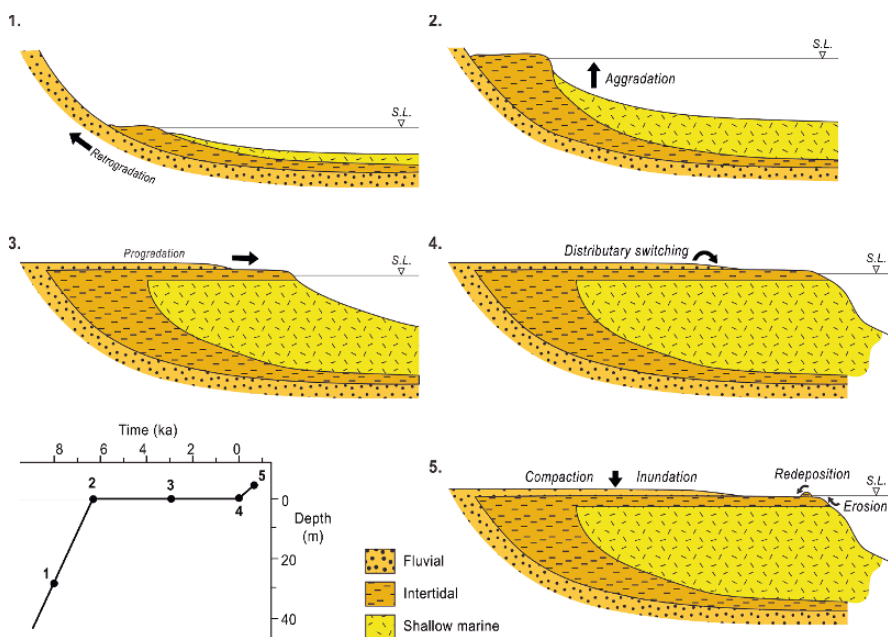 1.
S.L.
Retrogradation
2.
S.L.
Aggradation
3.
Progradation
S.L.
4.
Distributary switching
S.L.
Time (ka)
8 6 4 2 0
1
2
3
4
5
0
20
40
Depth
(m)
Fluvial
Intertidal
Shallow marine
5.
Compaction
Inundation
Redeposition
S.L.
Erosion